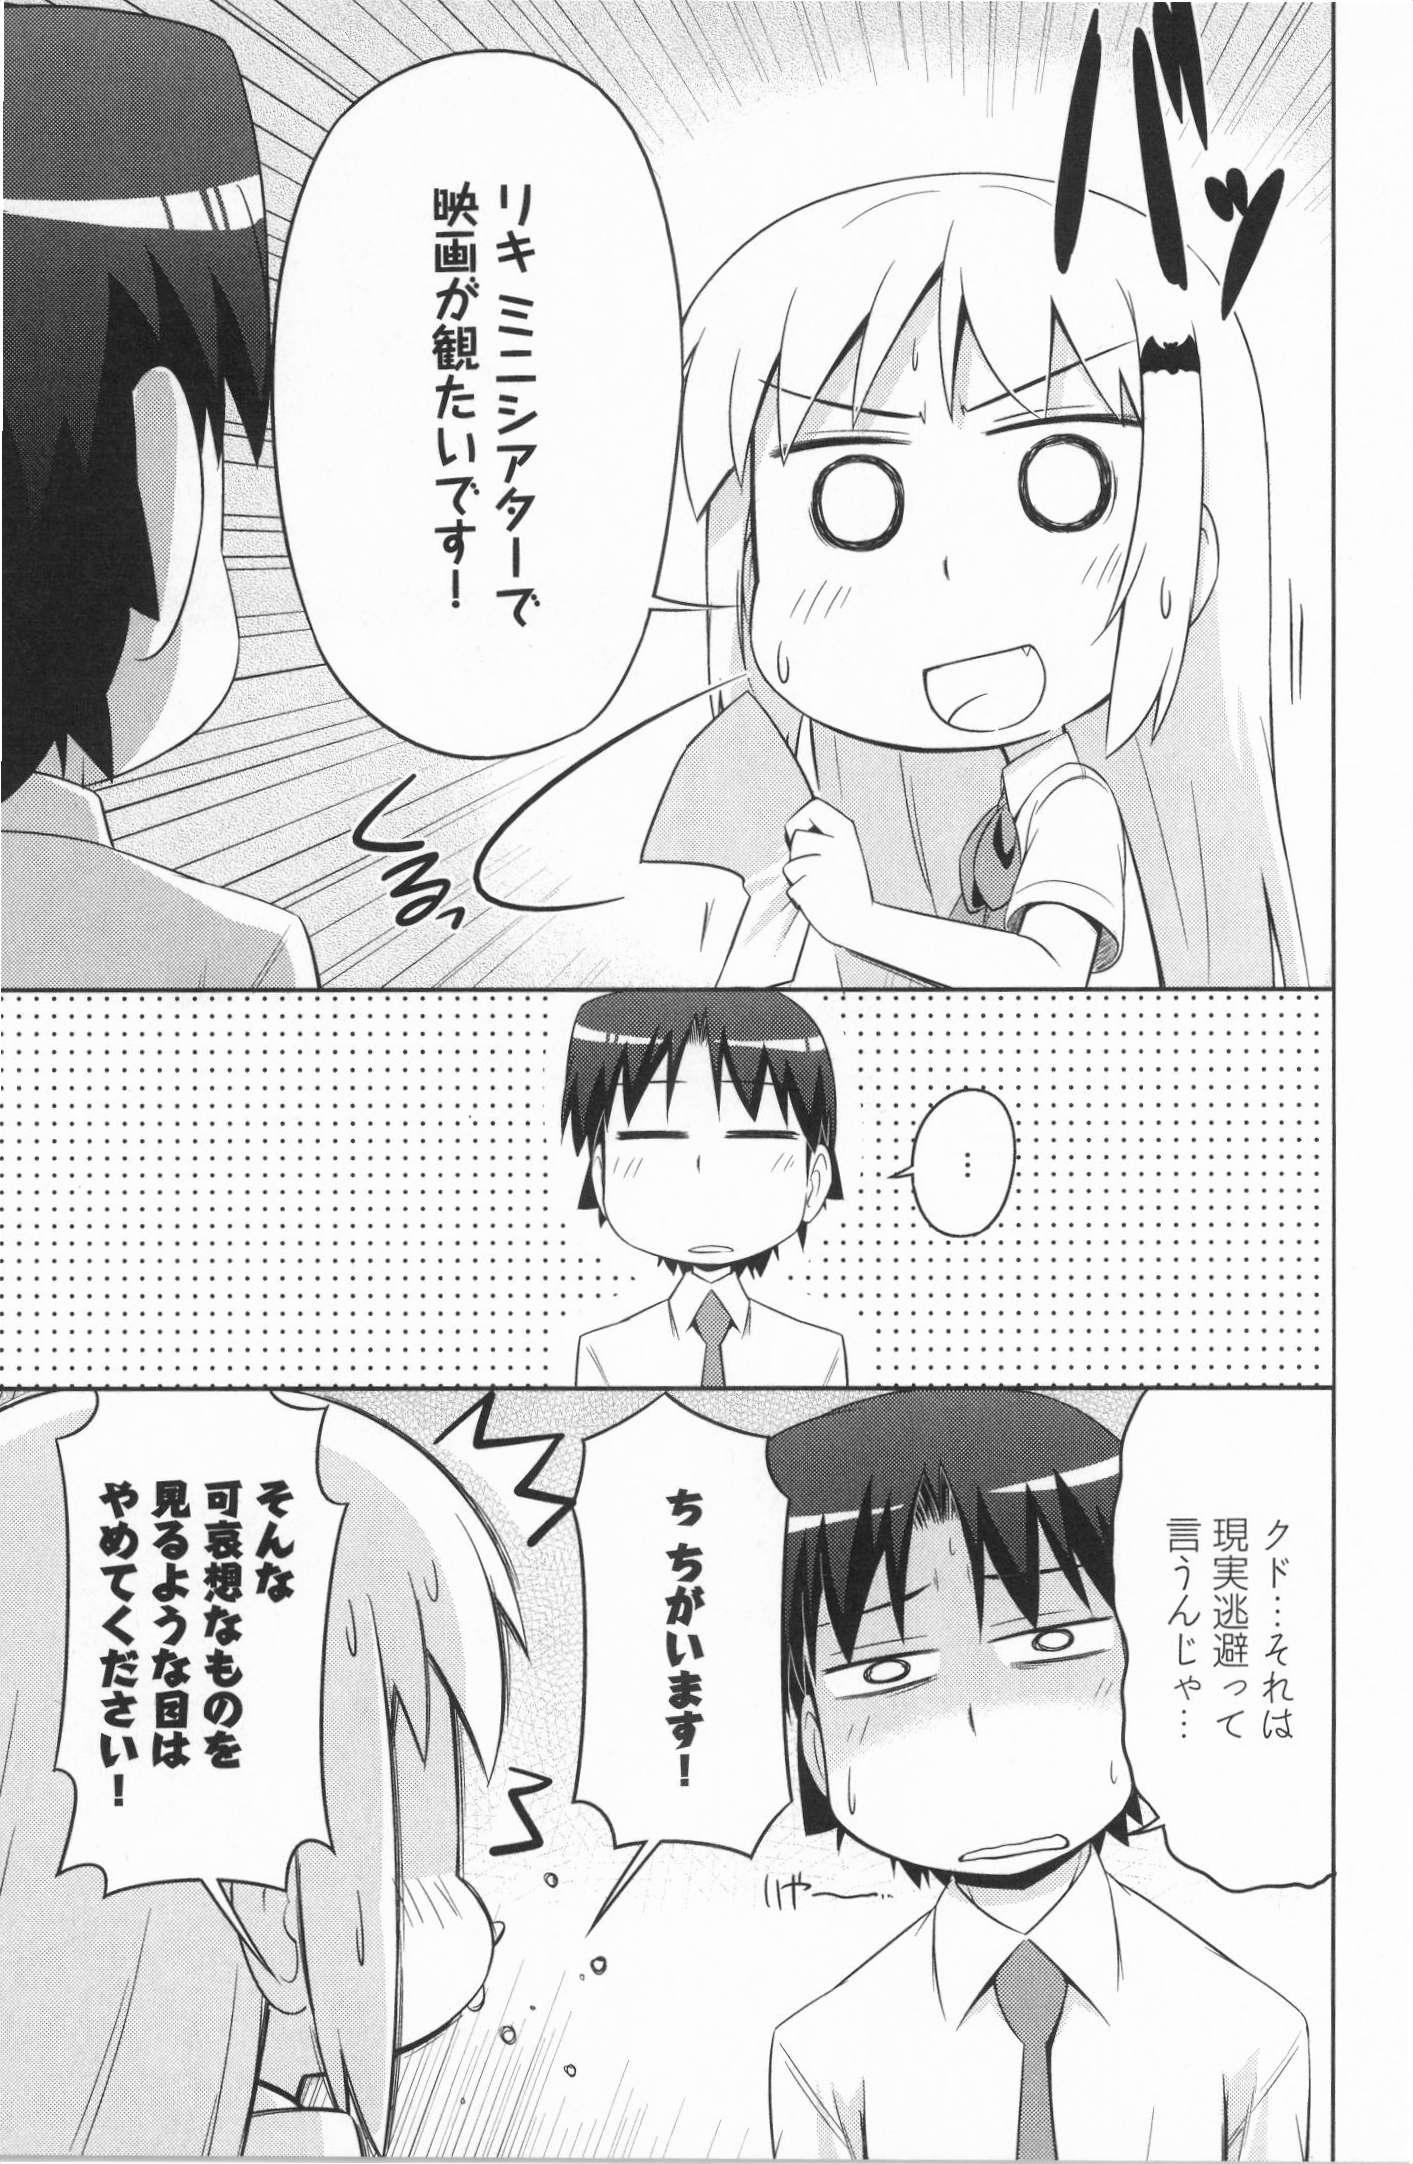 バッ
リキ ミニシアターで
映画が観たいです！
くるっ
…
クド…それは
現実逃避って
言うんじゃ…
じゃー…
ち ちがいます！
そんな
可哀想なものを
見るような目は
やめてください！